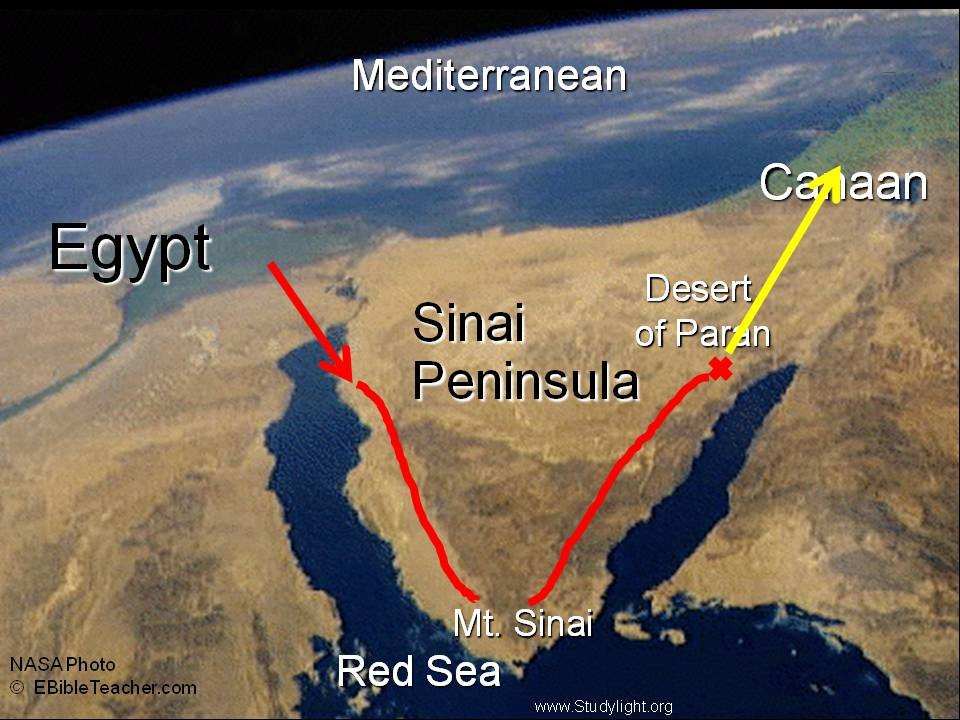 Mediterranean
Canaan
Egypt
Desert
of Paran
Sinai
Peninsula
Mt. Sinai
Red Sea
NASA Photo
© EBibleTeacher.com
www.Studylight.org